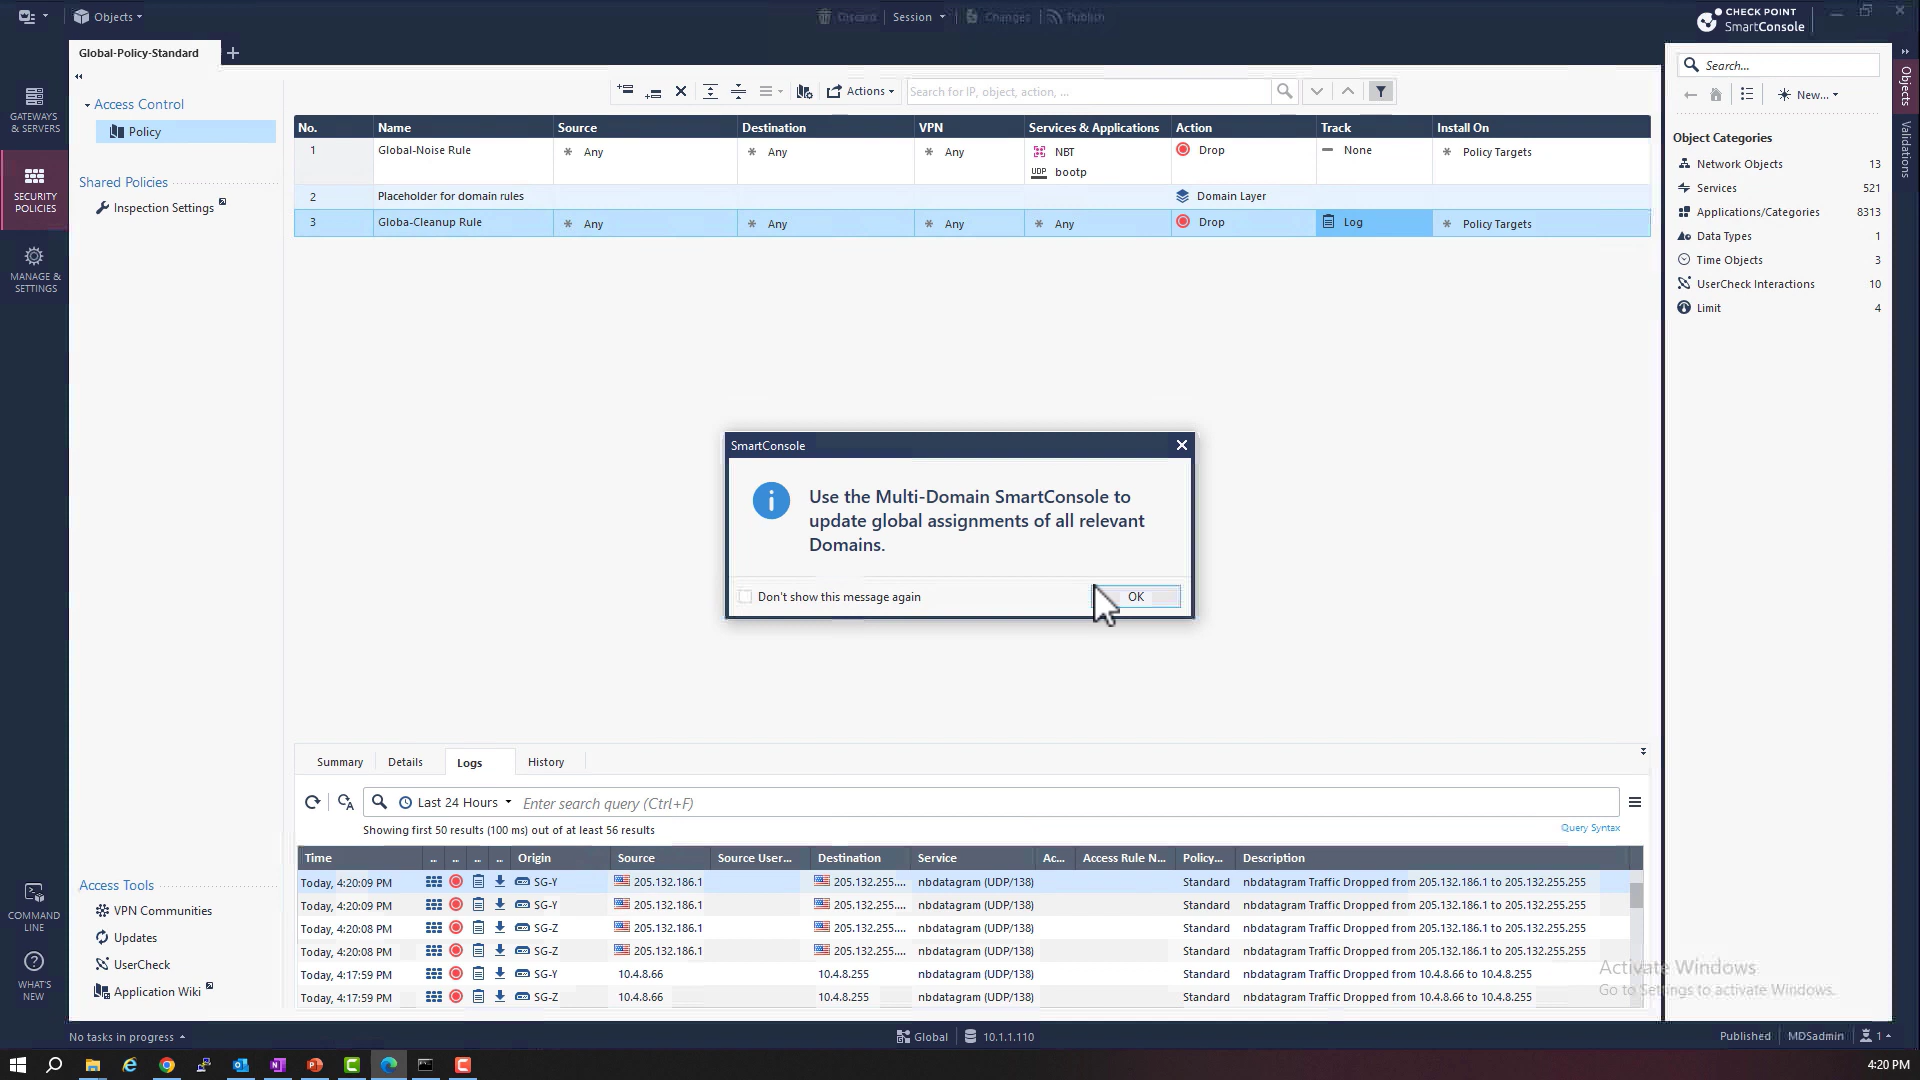 Objects
Discard
Session
Changes
Publish
CHECK POINT
SmartConsole
Global-Policy-Standard
GATEWAYS
& SERVERS
SECURITY
POLICIES
MANAGE &
SETTINGS
COMMAND
LINE
WHAT'S
NEW
Access Control
Policy
Shared Policies
Inspection Settings
Access Tools
VPN Communities
Updates
UserCheck
Application Wiki
Actions
Search for IP, object, action, ...
No. Name Source Destination VPN Services & Applications Action Track Install On
1 Global-Noise Rule Any Any Any NBT Drop None Policy Targets
UDP bootp
2 Placeholder for domain rules Domain Layer
3 Globa-Cleanup Rule Any Any Any Any Drop Log Policy Targets
SmartConsole
Use the Multi-Domain SmartConsole to
update global assignments of all relevant
Domains.
Don't show this message again
OK
Summary Details Logs History
Last 24 Hours Enter search query (Ctrl+F)
Showing first 50 results (100 ms) out of at least 56 results
Query Syntax
Time ... ... ... ... Origin Source Source User... Destination Service Ac... Access Rule N... Policy... Description
Today, 4:20:09 PM SG-Y 205.132.186.1 205.132.255.... nbdatagram (UDP/138) Standard nbdatagram Traffic Dropped from 205.132.186.1 to 205.132.255.255
Today, 4:20:09 PM SG-Y 205.132.186.1 205.132.255.... nbdatagram (UDP/138) Standard nbdatagram Traffic Dropped from 205.132.186.1 to 205.132.255.255
Today, 4:20:08 PM SG-Z 205.132.186.1 205.132.255.... nbdatagram (UDP/138) Standard nbdatagram Traffic Dropped from 205.132.186.1 to 205.132.255.255
Today, 4:20:08 PM SG-Z 205.132.186.1 205.132.255.... nbdatagram (UDP/138) Standard nbdatagram Traffic Dropped from 205.132.186.1 to 205.132.255.255
Today, 4:17:59 PM SG-Y 10.4.8.66 10.4.8.255 nbdatagram (UDP/138) Standard nbdatagram Traffic Dropped from 10.4.8.66 to 10.4.8.255
Today, 4:17:59 PM SG-Z 10.4.8.66 10.4.8.255 nbdatagram (UDP/138) Standard nbdatagram Traffic Dropped from 10.4.8.66 to 10.4.8.255
Search...
New...
Object Categories
Network Objects 13
Services 521
Applications/Categories 8313
Data Types 1
Time Objects 3
UserCheck Interactions 10
Limit 4
Objects
Validations
Activate Windows
Go to Settings to activate Windows.
No tasks in progress
Global
10.1.1.110
Published
MDSadmin
1
4:20 PM